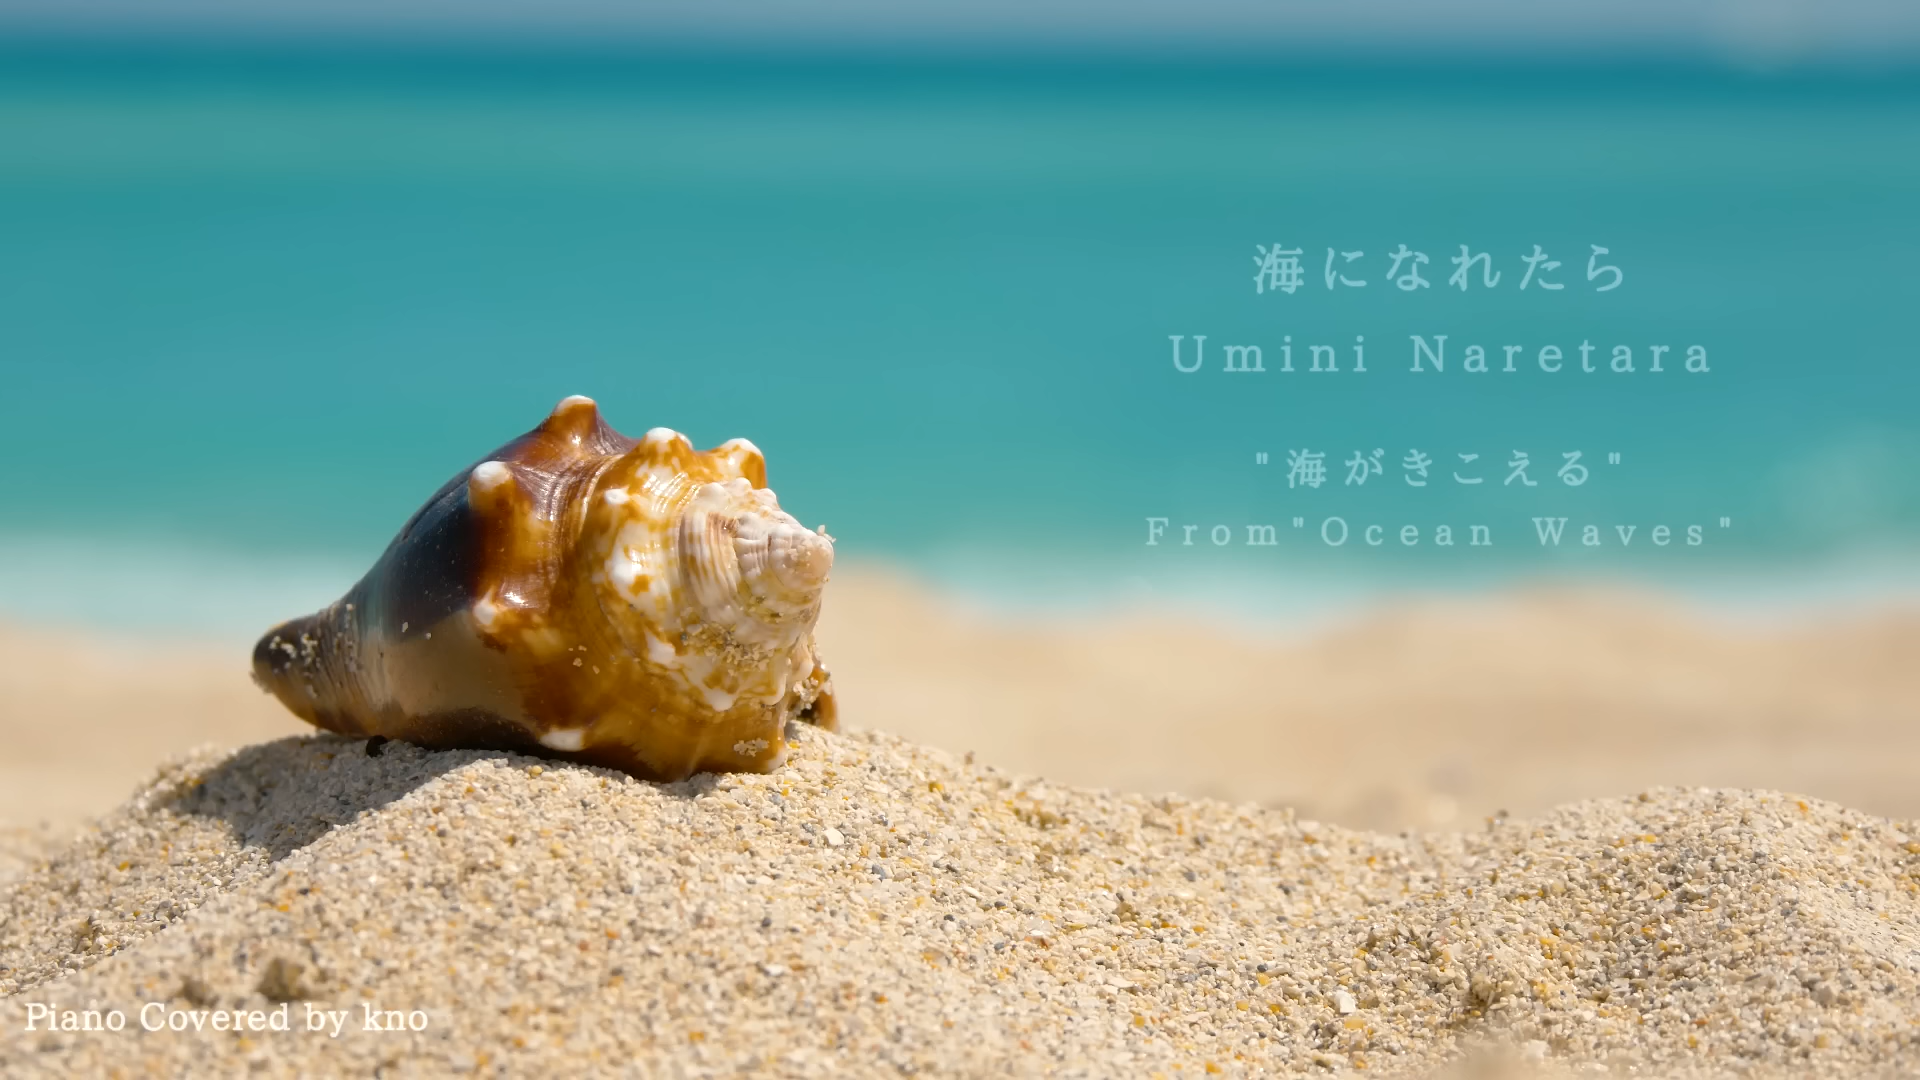 海になれたら
Umini Naretara
"海がきこえる"
From"Ocean Waves"
Piano Covered by kno